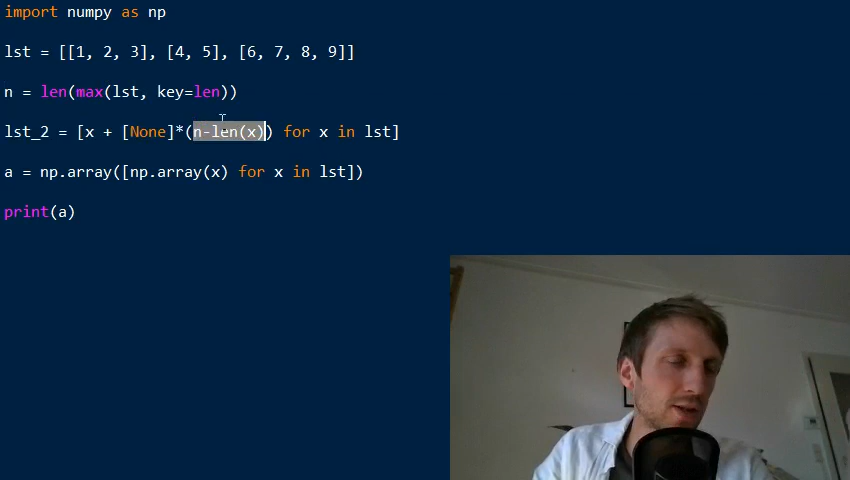 import numpy as np
lst = [[1, 2, 3], [4, 5], [6, 7, 8, 9]]
n = len(max(lst, key=len))
lst_2 = [x + [None]*(n-len(x)) for x in lst]
a = np.array([np.array(x) for x in lst])
print(a)